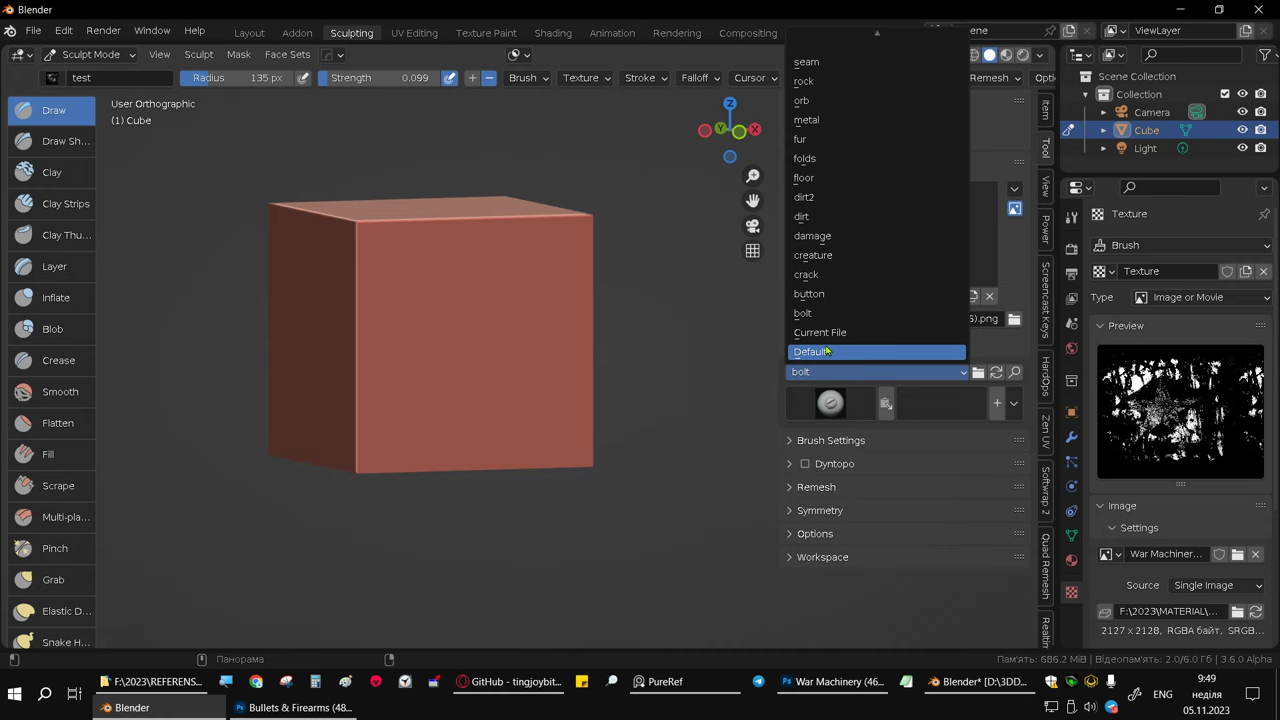 Blender
File Edit Render Window Help Layout Sculpting UV Editing Texture Paint Shading Animation Rendering Compositing ViewLayer
Sculpt Mode View Sculpt Mask Face Sets
test Radius 135 px Strength 0.099 Brush Texture Stroke Falloff Cursor Remesh
Draw
Draw Sh...
Clay
Clay Strips
Clay Thu...
Layer
Inflate
Blob
Crease
Smooth
Flatten
Fill
Scrape
Multi-pla...
Pinch
Grab
Elastic D...
Snake H...
User Orthographic
(1) Cube
Z
Y
X
seam
rock
orb
metal
fur
folds
floor
dirt2
dirt
damage
creature
crack
button
bolt
Current File
Default
bolt
Brush Settings
Dyntopo
Remesh
Symmetry
Options
Workspace
Item
Tool
View
Power
Screencast Keys
HardOps
Zen UV
Softwrap 2
Quad Remesh
Scene Collection
Collection
Camera
Cube
Light
Texture
Brush
Texture
Type Image or Movie
Preview
Image
Settings
War Machiner...
Source Single Image
F:\2023\MATERIAL\...
2127 x 2128, RGBA байт, SRGB...
Панорама
Пам'ять: 686.2 MiB | Відеопам'ять: 2.0/6.0 Гб | 3.6.0 Alpha
F:\2023\REFERENS... GitHub - tingjoybit... PureRef War Machinery (46... Blender* [D:\3DD...
Blender Bullets & Firearms (48...
ENG
9:49
неділя
05.11.2023